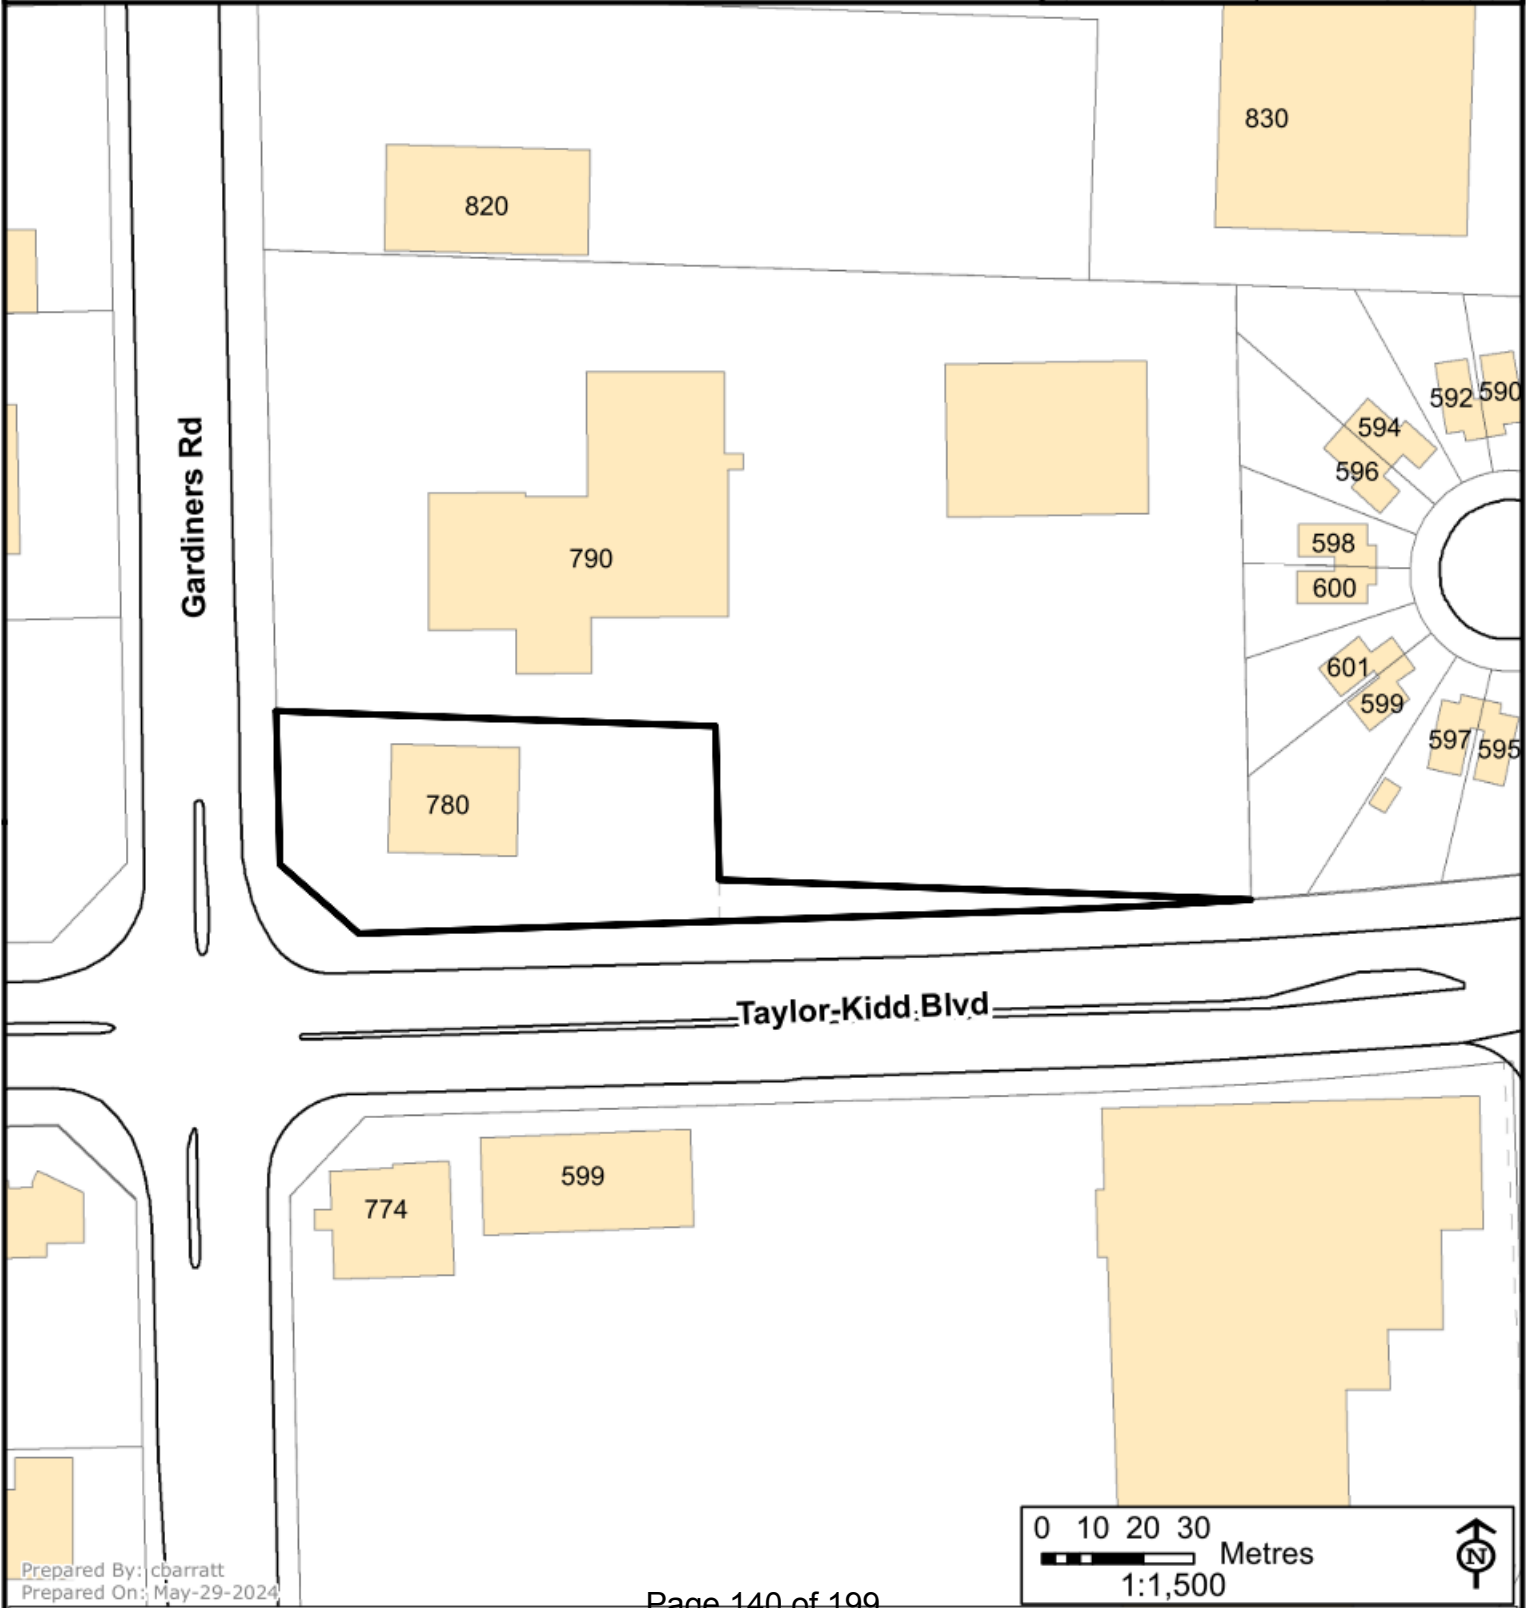 830
820
592 590
594
596
Gardiners Rd
598
790
600
601
599
597 595
780
Taylor-Kidd Blvd
599
774
0 10 20 30
Metres
N
1:1,500
Prepared By: cbarratt
Prepared On: May-29-2024
Page 140 of 199